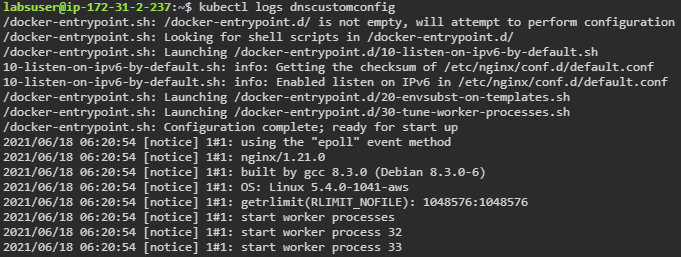 labsuser@ip-172-31-2-237:~$ kubectl logs dnscustomconfig
/docker-entrypoint.sh: /docker-entrypoint.d/ is not empty, will attempt to perform configuration
/docker-entrypoint.sh: Looking for shell scripts in /docker-entrypoint.d/
/docker-entrypoint.sh: Launching /docker-entrypoint.d/10-listen-on-ipv6-by-default.sh
10-listen-on-ipv6-by-default.sh: info: Getting the checksum of /etc/nginx/conf.d/default.conf
10-listen-on-ipv6-by-default.sh: info: Enabled listen on IPv6 in /etc/nginx/conf.d/default.conf
/docker-entrypoint.sh: Launching /docker-entrypoint.d/20-envsubst-on-templates.sh
/docker-entrypoint.sh: Launching /docker-entrypoint.d/30-tune-worker-processes.sh
/docker-entrypoint.sh: Configuration complete; ready for start up
2021/06/18 06:20:54 [notice] 1#1: using the "epoll" event method
2021/06/18 06:20:54 [notice] 1#1: nginx/1.21.0
2021/06/18 06:20:54 [notice] 1#1: built by gcc 8.3.0 (Debian 8.3.0-6)
2021/06/18 06:20:54 [notice] 1#1: OS: Linux 5.4.0-1041-aws
2021/06/18 06:20:54 [notice] 1#1: getrlimit(RLIMIT_NOFILE): 1048576:1048576
2021/06/18 06:20:54 [notice] 1#1: start worker processes
2021/06/18 06:20:54 [notice] 1#1: start worker process 32
2021/06/18 06:20:54 [notice] 1#1: start worker process 33